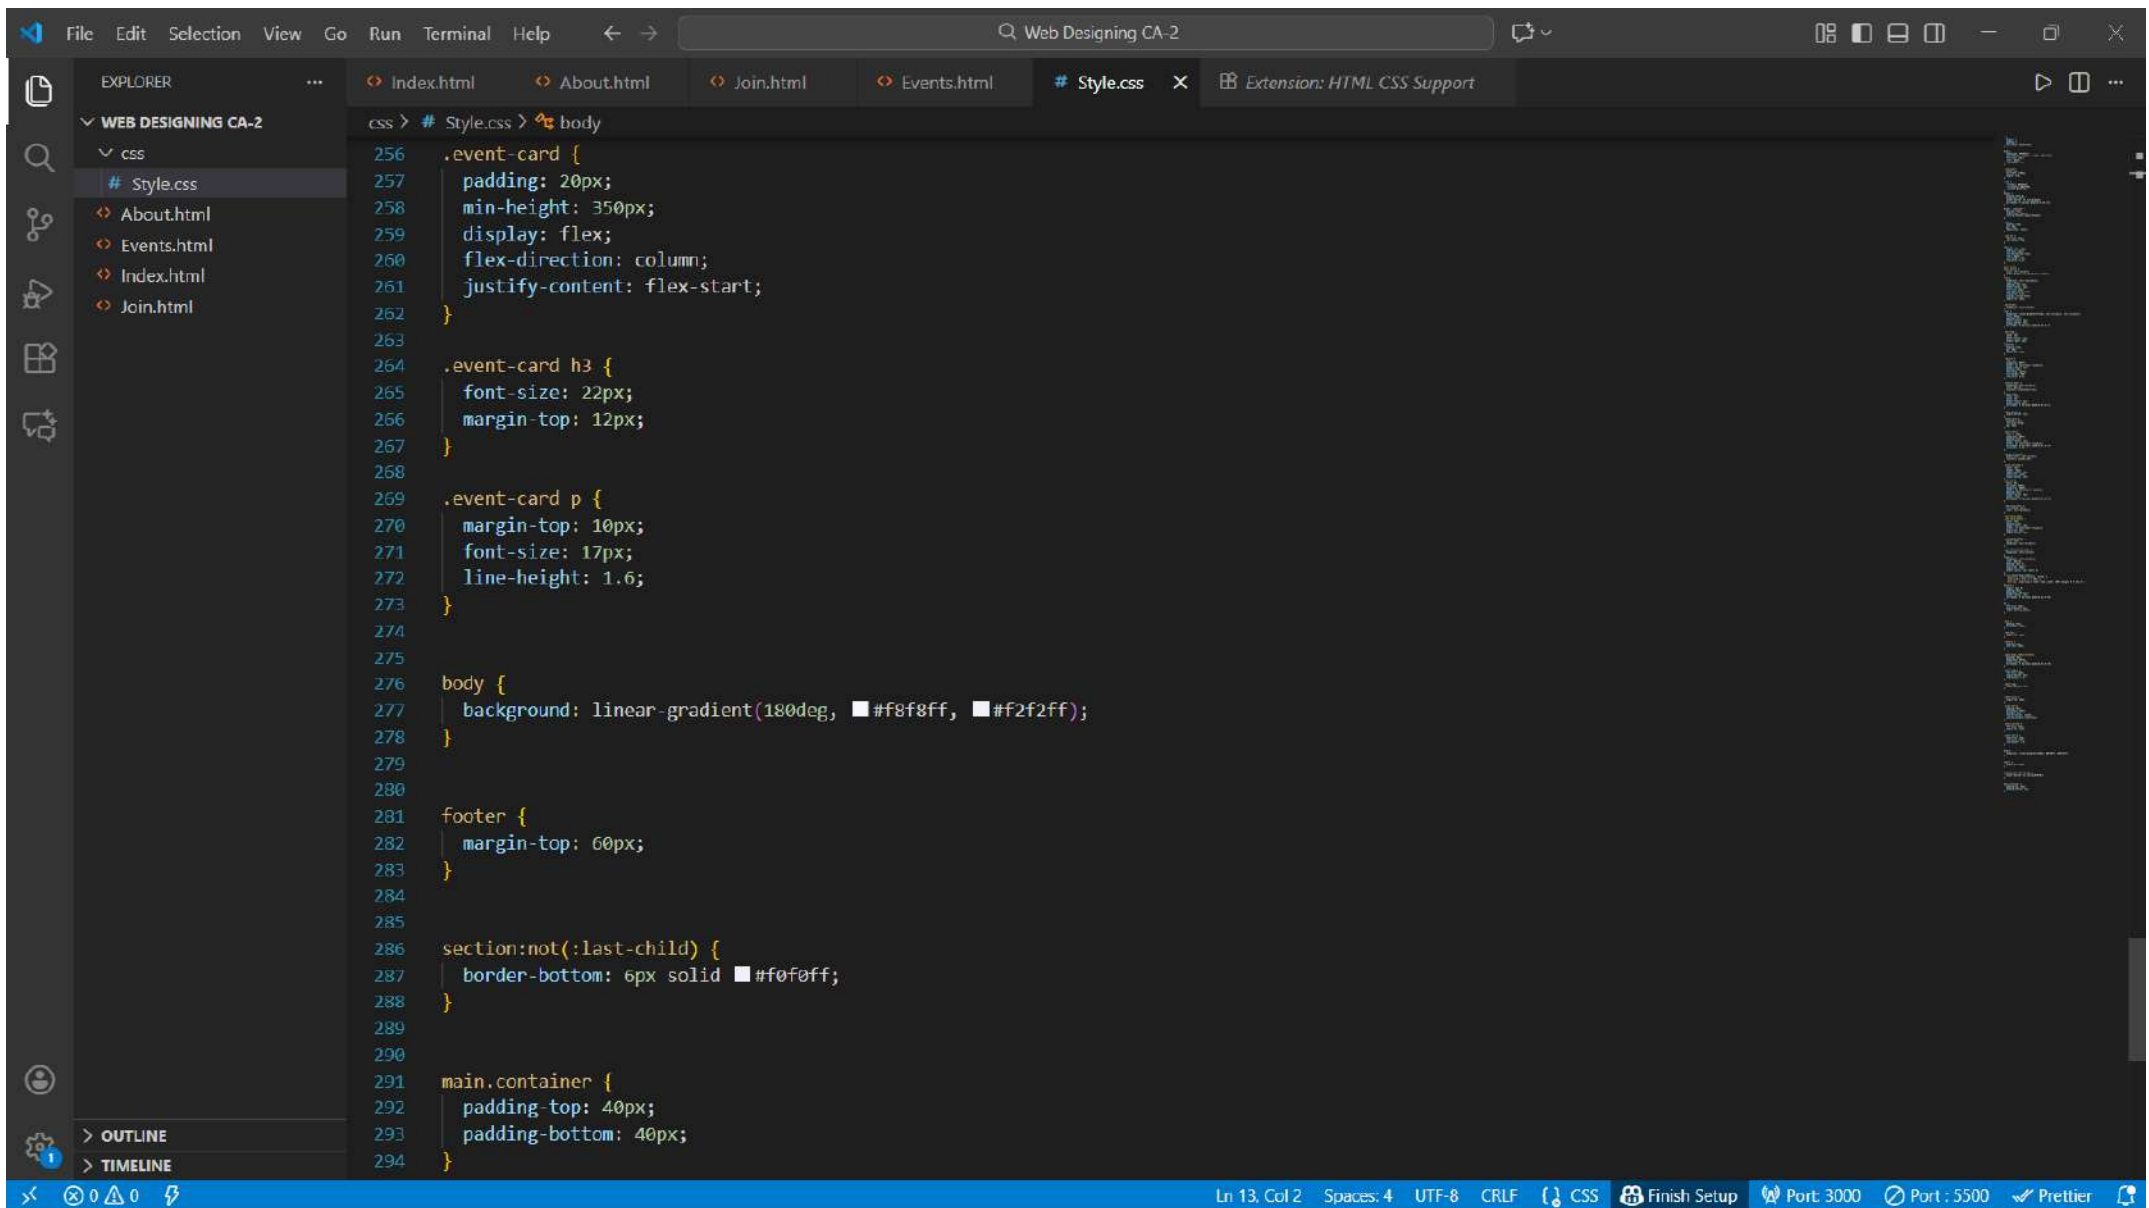 File Edit Selection View Go Run Terminal Help
Web Designing CA-2
EXPLORER
Index.html
About.html
Join.html
Events.html
# Style.css
Extension: HTML CSS Support
WEB DESIGNING CA-2
css
# Style.css
About.html
Events.html
Index.html
Join.html
OUTLINE
TIMELINE
css > # Style.css > body
256 .event-card {
257 padding: 20px;
258 min-height: 350px;
259 display: flex;
260 flex-direction: column;
261 justify-content: flex-start;
262 }
263
264 .event-card h3 {
265 font-size: 22px;
266 margin-top: 12px;
267 }
268
269 .event-card p {
270 margin-top: 10px;
271 font-size: 17px;
272 line-height: 1.6;
273 }
274
275
276 body {
277 background: linear-gradient(180deg, #f8f8ff, #f2f2ff);
278 }
279
280
281 footer {
282 margin-top: 60px;
283 }
284
285
286 section:not(:last-child) {
287 border-bottom: 6px solid #f0f0ff;
288 }
289
290
291 main.container {
292 padding-top: 40px;
293 padding-bottom: 40px;
294 }
1
0 0
Ln 13, Col 2 Spaces: 4 UTF-8 CRLF { } CSS Finish Setup Port: 3000 Port : 5500 Prettier